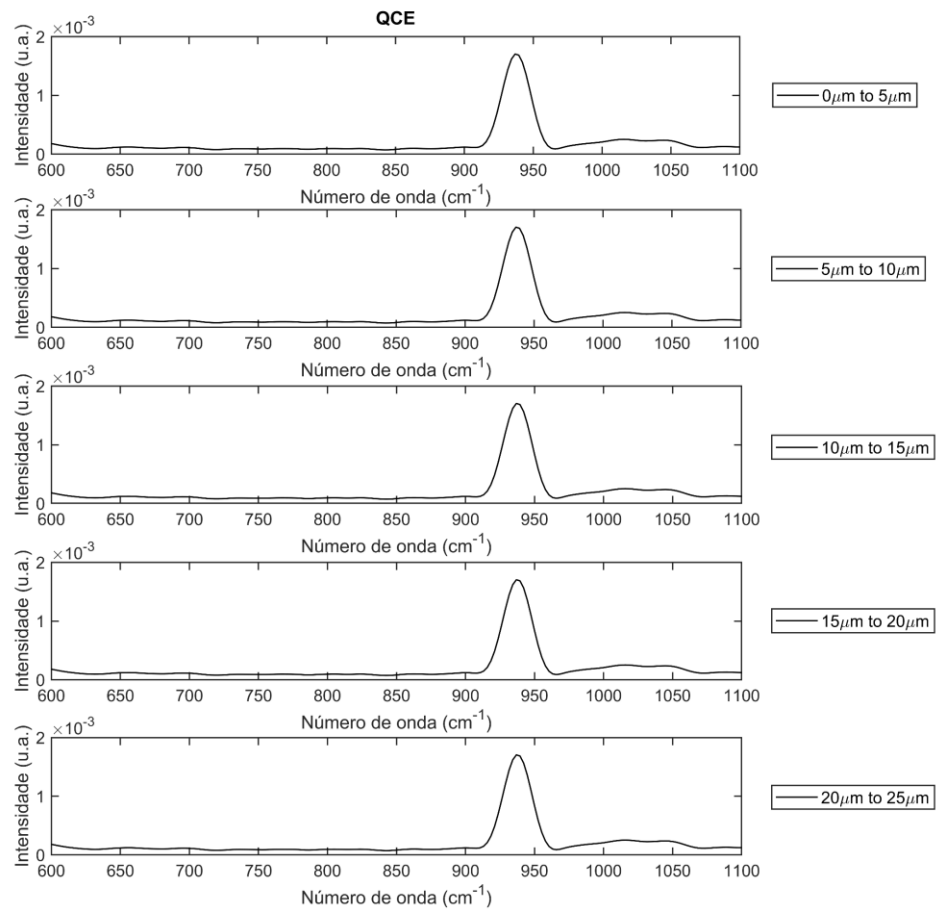 QCE
×10-3
2
1
0
Intensidade (u.a.)
600 650 700 750 800 850 900 950 1000 1050 1100
Número de onda (cm-1)
0μm to 5μm
×10-3
2
1
0
Intensidade (u.a.)
600 650 700 750 800 850 900 950 1000 1050 1100
Número de onda (cm-1)
5μm to 10μm
×10-3
2
1
0
Intensidade (u.a.)
600 650 700 750 800 850 900 950 1000 1050 1100
Número de onda (cm-1)
10μm to 15μm
×10-3
2
1
0
Intensidade (u.a.)
600 650 700 750 800 850 900 950 1000 1050 1100
Número de onda (cm-1)
15μm to 20μm
×10-3
2
1
0
Intensidade (u.a.)
600 650 700 750 800 850 900 950 1000 1050 1100
Número de onda (cm-1)
20μm to 25μm